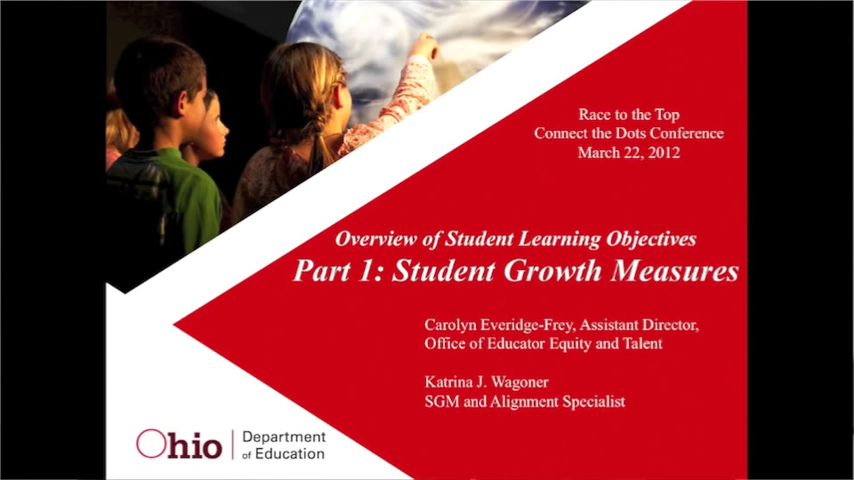 Race to the Top
Connect the Dots Conference
March 22, 2012
Overview of Student Learning Objectives
Part 1: Student Growth Measures
Carolyn Everidge-Frey, Assistant Director,
Office of Educator Equity and Talent
Katrina J. Wagoner
SGM and Alignment Specialist
Ohio
Department
of Education